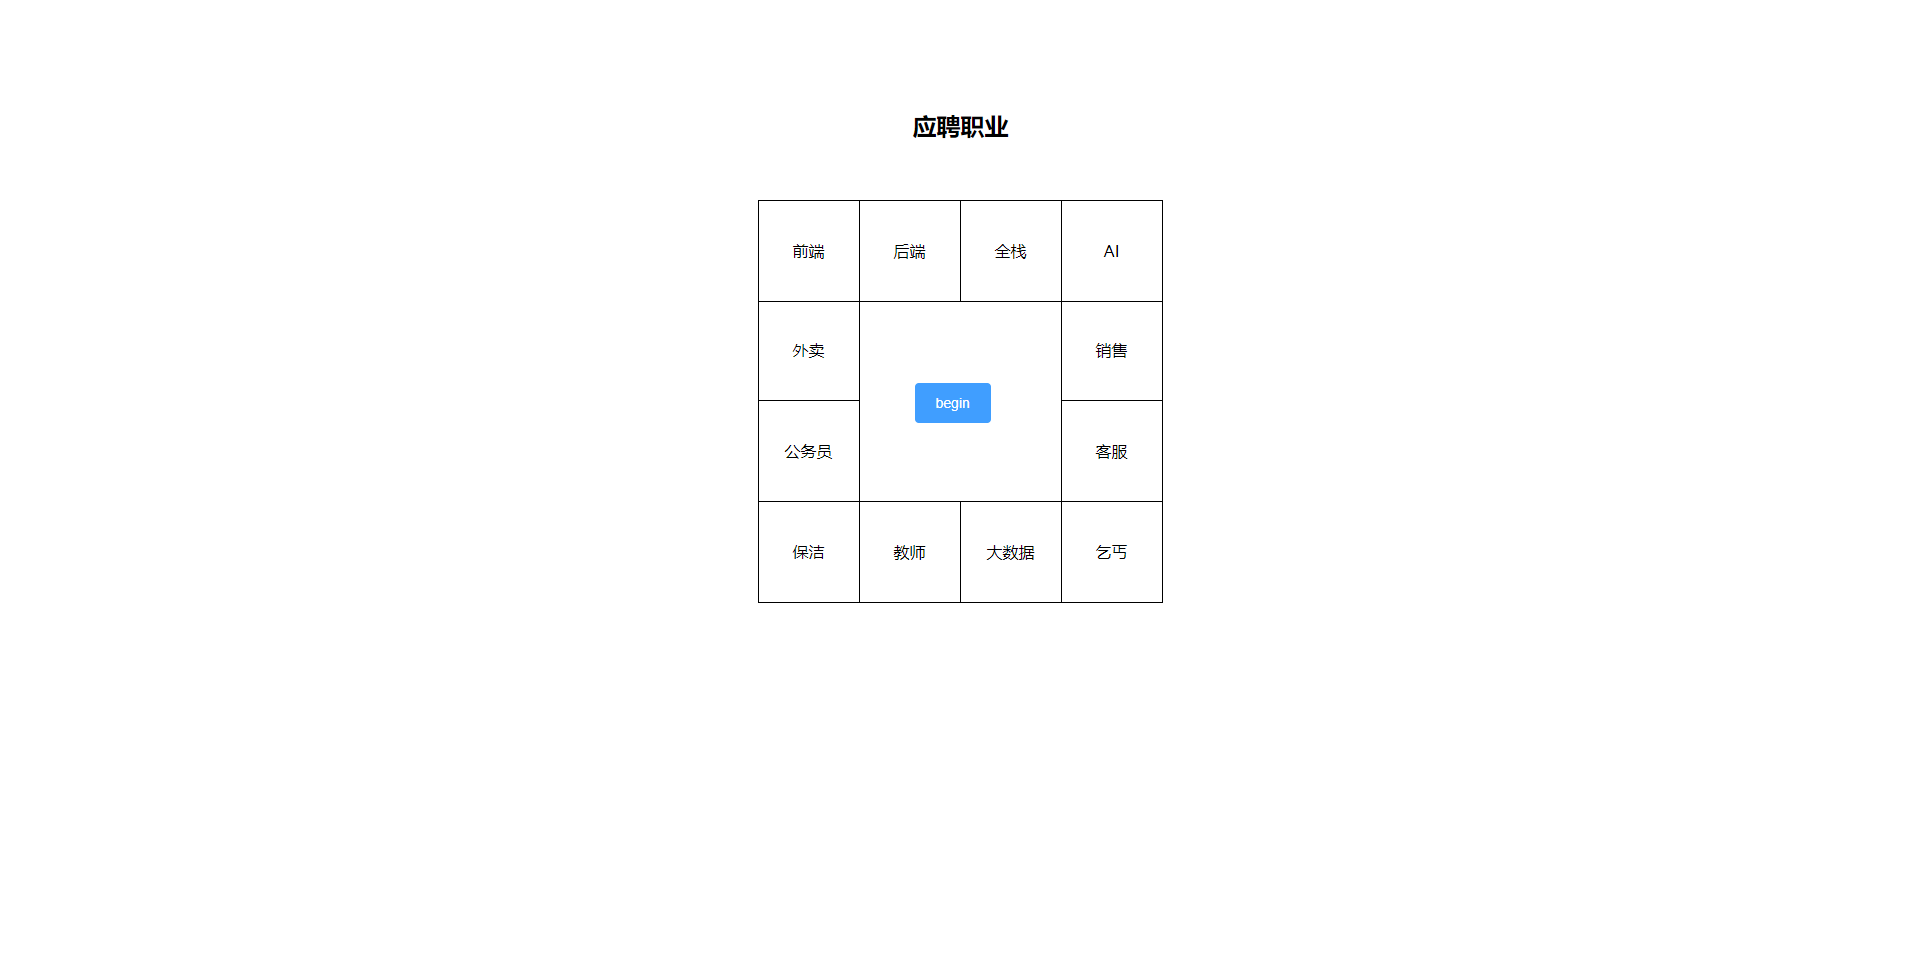 应聘职业
前端 后端 全栈 AI
外卖 销售
begin
公务员 客服
保洁 教师 大数据 乞丐